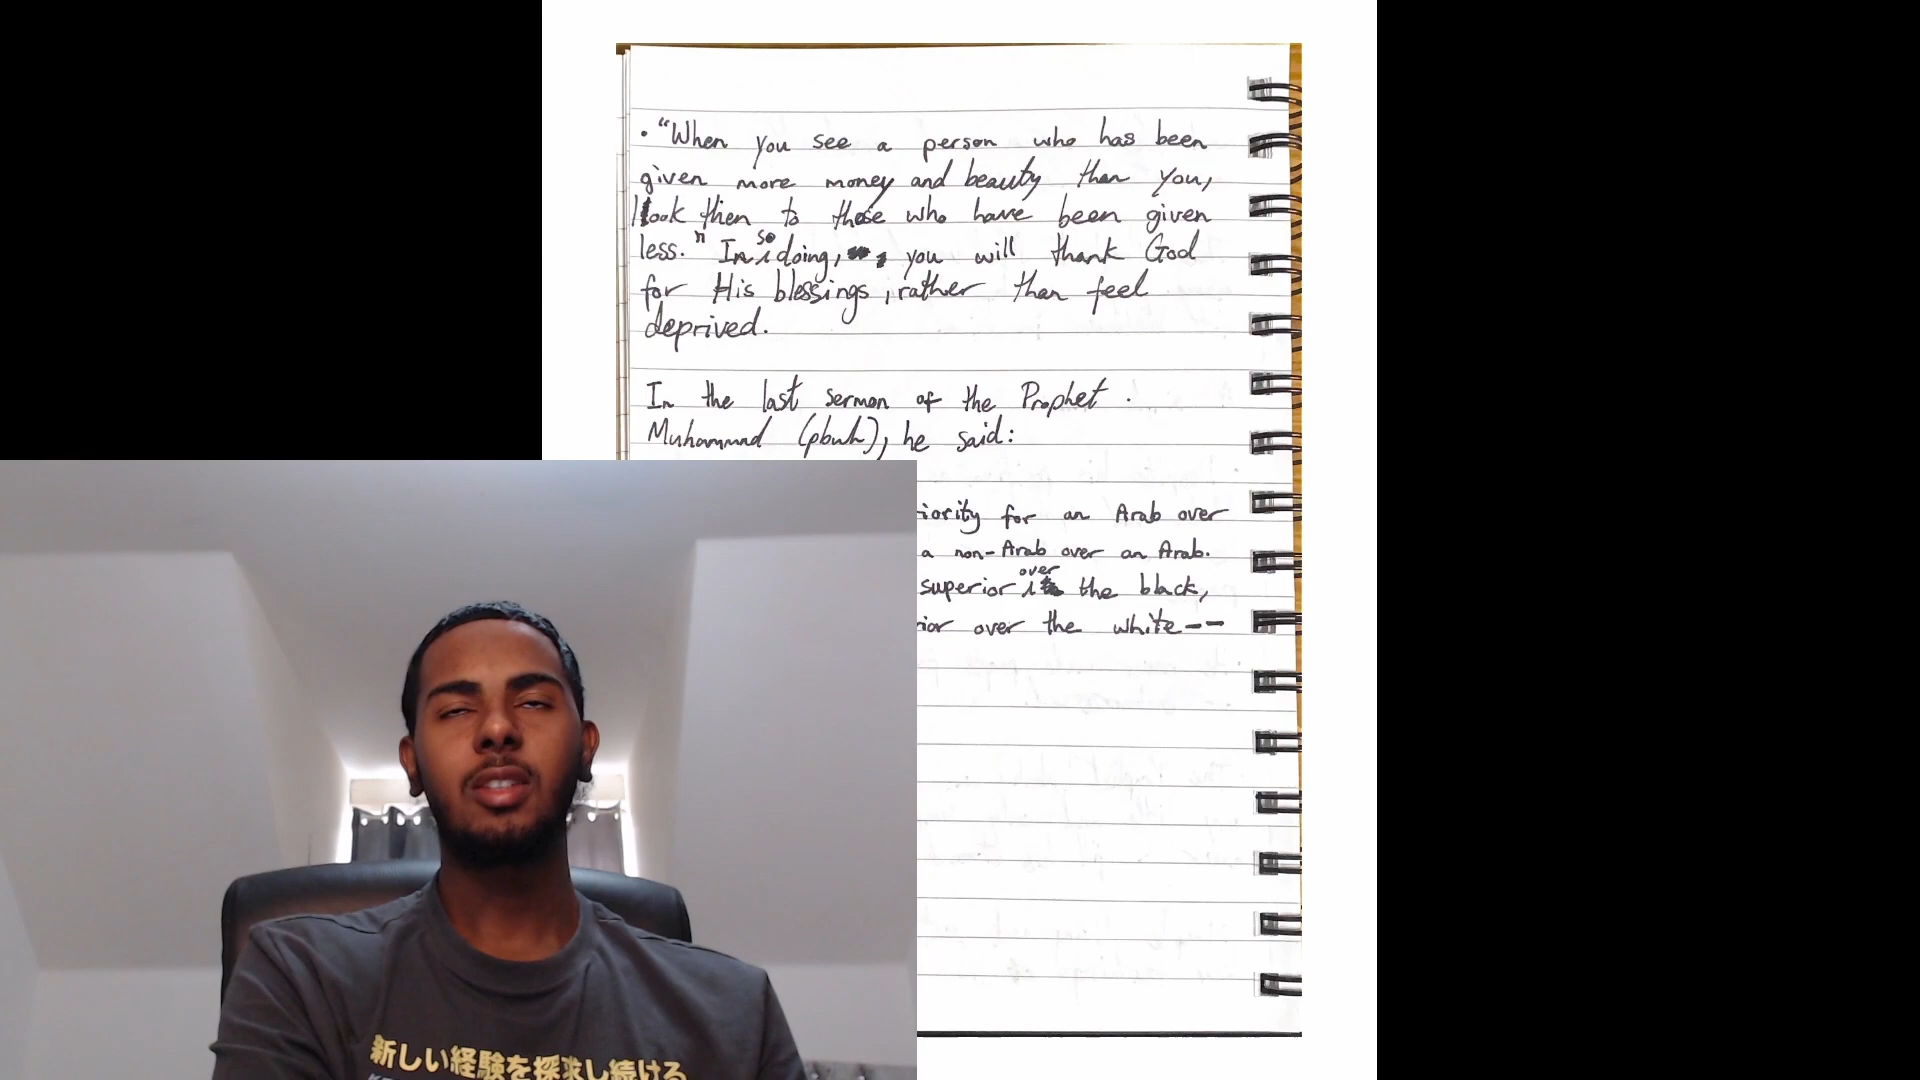 • "When you see a person who has been
given more money and beauty than you,
look then to those who have been given
less." In so doing, you will thank God
for His blessings, rather than feel
deprived.
In the last sermon of the Prophet
Muhammad (pbuh), he said:
iority for an Arab over
a non-Arab over an Arab.
superior over the black,
rior over the white--
新しい経験を探求し続ける